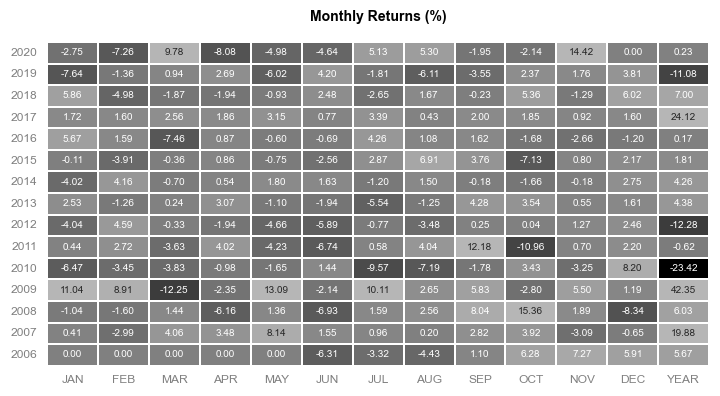 Monthly Returns (%)
2020 -2.75 -7.26 9.78 -8.08 -4.98 -4.64 5.13 5.30 -1.95 -2.14 14.42 0.00 0.23
2019 -7.64 -1.36 0.94 2.69 -6.02 4.20 -1.81 -6.11 -3.55 2.37 1.76 3.81 -11.08
2018 5.86 -4.98 -1.87 -1.94 -0.93 2.48 -2.65 1.67 -0.23 5.36 -1.29 6.02 7.00
2017 1.72 1.60 2.56 1.86 3.15 0.77 3.39 0.43 2.00 1.85 0.92 1.60 24.12
2016 5.67 1.59 -7.46 0.87 -0.60 -0.69 4.26 1.08 1.62 -1.68 -2.66 -1.20 0.17
2015 -0.11 -3.91 -0.36 0.86 -0.75 -2.56 2.87 6.91 3.76 -7.13 0.80 2.17 1.81
2014 -4.02 4.16 -0.70 0.54 1.80 1.63 -1.20 1.50 -0.18 -1.66 -0.18 2.75 4.26
2013 2.53 -1.26 0.24 3.07 -1.10 -1.94 -5.54 -1.25 4.28 3.54 0.55 1.61 4.38
2012 -4.04 4.59 -0.33 -1.94 -4.66 -5.89 -0.77 -3.48 0.25 0.04 1.27 2.46 -12.28
2011 0.44 2.72 -3.63 4.02 -4.23 -6.74 0.58 4.04 12.18 -10.96 0.70 2.20 -0.62
2010 -6.47 -3.45 -3.83 -0.98 -1.65 1.44 -9.57 -7.19 -1.78 3.43 -3.25 8.20 -23.42
2009 11.04 8.91 -12.25 -2.35 13.09 -2.14 10.11 2.65 5.83 -2.80 5.50 1.19 42.35
2008 -1.04 -1.60 1.44 -6.16 1.36 -6.93 1.59 2.56 8.04 15.36 1.89 -8.34 6.03
2007 0.41 -2.99 4.06 3.48 8.14 1.55 0.96 0.20 2.82 3.92 -3.09 -0.65 19.88
2006 0.00 0.00 0.00 0.00 0.00 -6.31 -3.32 -4.43 1.10 6.28 7.27 5.91 5.67
JAN FEB MAR APR MAY JUN JUL AUG SEP OCT NOV DEC YEAR